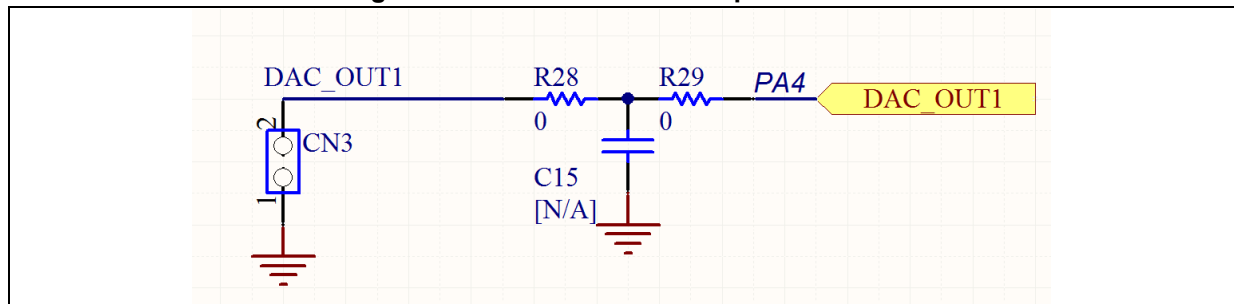 DAC_OUT1
R28
R29
PA4
DAC_OUT1
0
0
2
CN3
1
C15
[N/A]